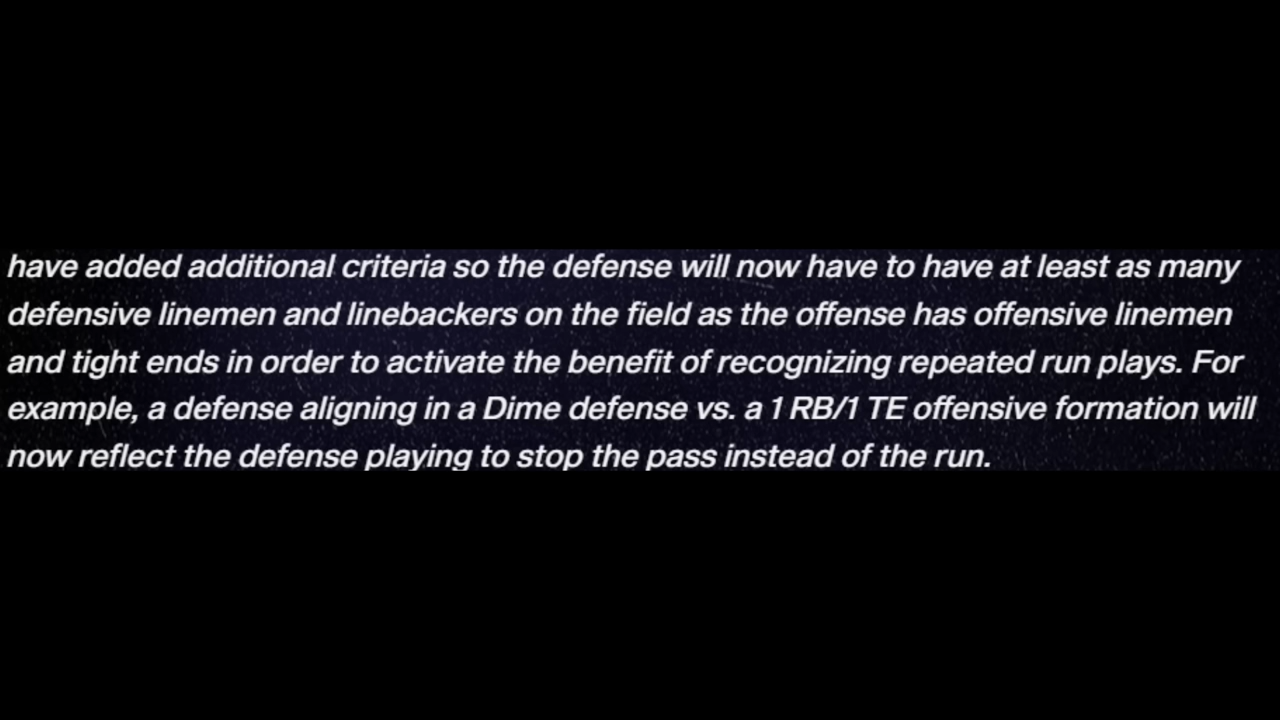 have added additional criteria so the defense will now have to have at least as many
defensive linemen and linebackers on the field as the offense has offensive linemen
and tight ends in order to activate the benefit of recognizing repeated run plays. For
example, a defense aligning in a Dime defense vs. a 1 RB/1 TE offensive formation will
now reflect the defense playing to stop the pass instead of the run.